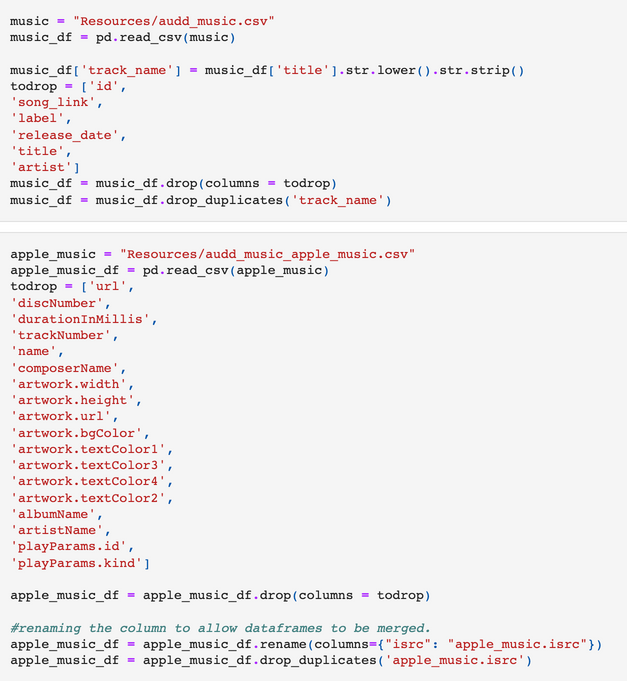 music = "Resources/audd_music.csv"
music_df = pd.read_csv(music)
music_df['track_name'] = music_df['title'].str.lower().str.strip()
todrop = ['id',
'song_link',
'label',
'release_date',
'title',
'artist']
music_df = music_df.drop(columns = todrop)
music_df = music_df.drop_duplicates('track_name')
apple_music = "Resources/audd_music_apple_music.csv"
apple_music_df = pd.read_csv(apple_music)
todrop = ['url',
'discNumber',
'durationInMillis',
'trackNumber',
'name',
'composerName',
'artwork.width',
'artwork.height',
'artwork.url',
'artwork.bgColor',
'artwork.textColor1',
'artwork.textColor3',
'artwork.textColor4',
'artwork.textColor2',
'albumName',
'artistName',
'playParams.id',
'playParams.kind']
apple_music_df = apple_music_df.drop(columns = todrop)
#renaming the column to allow dataframes to be merged.
apple_music_df = apple_music_df.rename(columns={"isrc": "apple_music.isrc"})
apple_music_df = apple_music_df.drop_duplicates('apple_music.isrc')